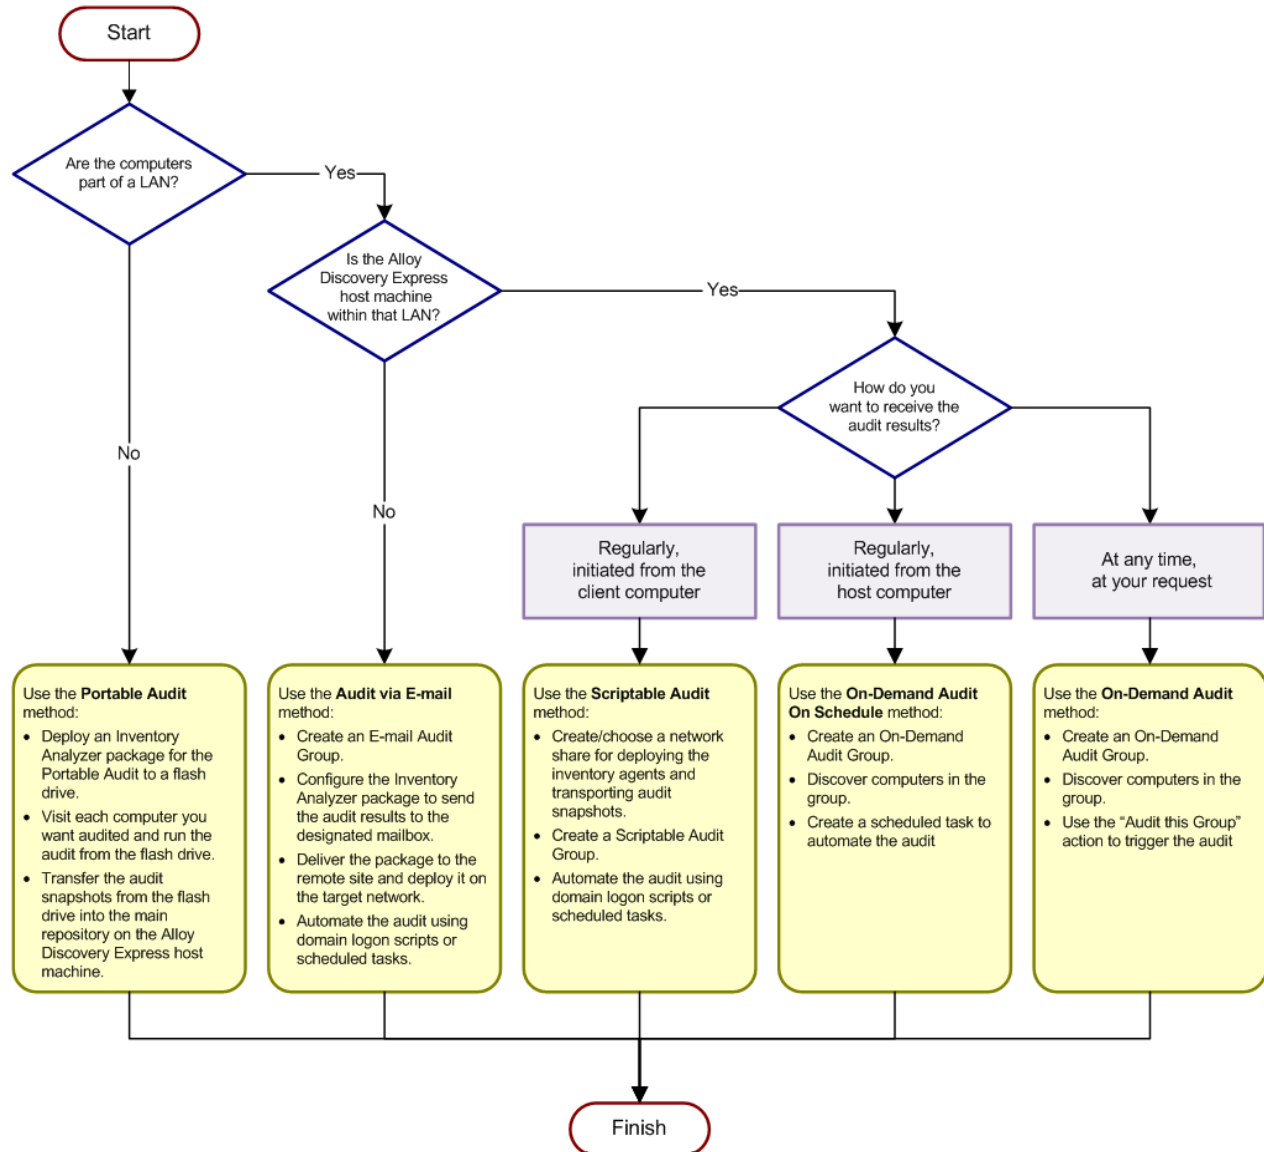 Start
Are the computers
part of a LAN?
Yes
Is the Alloy
Discovery Express
host machine
within that LAN?
Yes
How do you
want to receive the
audit results?
No
No
Regularly,
initiated from the
client computer
Regularly,
initiated from the
host computer
At any time,
at your request
Use the Portable Audit
method:
• Deploy an Inventory
Analyzer package for the
Portable Audit to a flash
drive.
• Visit each computer you
want audited and run the
audit from the flash drive.
• Transfer the audit
snapshots from the flash
drive into the main
repository on the Alloy
Discovery Express host
machine.
Use the Audit via E-mail
method:
• Create an E-mail Audit
Group.
• Configure the Inventory
Analyzer package to send
the audit results to the
designated mailbox.
• Deliver the package to the
remote site and deploy it on
the target network.
• Automate the audit using
domain logon scripts or
scheduled tasks.
Use the Scriptable Audit
method:
• Create/choose a network
share for deploying the
inventory agents and
transporting audit
snapshots.
• Create a Scriptable Audit
Group.
• Automate the audit using
domain logon scripts or
scheduled tasks.
Use the On-Demand Audit
On Schedule method:
• Create an On-Demand
Audit Group.
• Discover computers in the
group.
• Create a scheduled task to
automate the audit
Use the On-Demand Audit
method:
• Create an On-Demand
Audit Group.
• Discover computers in the
group.
• Use the “Audit this Group”
action to trigger the audit
Finish